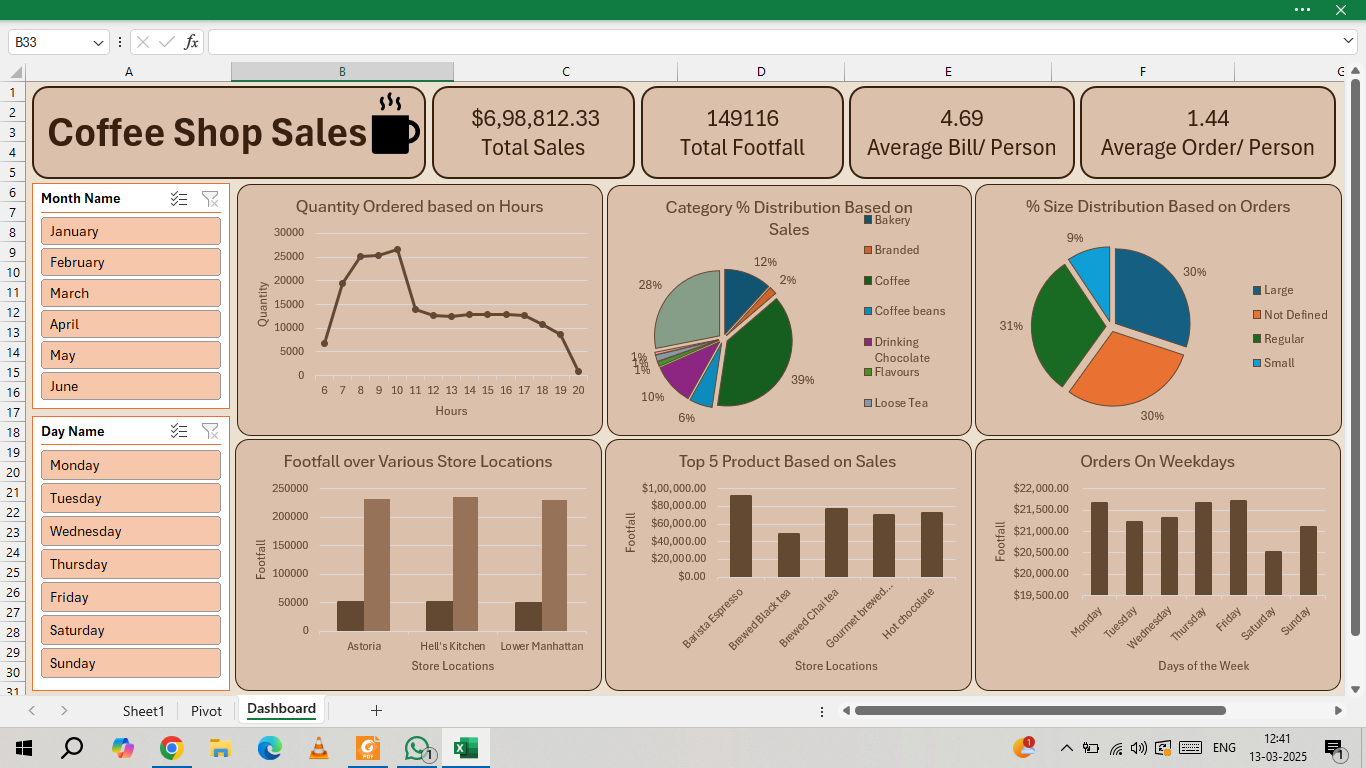 B33
fx
A B C D E F G
1
2
3
4
5
6
7
8
9
10
11
12
13
14
15
16
17
18
19
20
21
22
23
24
25
26
27
28
29
30
31
Coffee Shop Sales
$6,98,812.33
Total Sales
149116
Total Footfall
4.69
Average Bill/ Person
1.44
Average Order/ Person
Month Name
January
February
March
April
May
June
Day Name
Monday
Tuesday
Wednesday
Thursday
Friday
Saturday
Sunday
Quantity Ordered based on Hours
Quantity
30000
25000
20000
15000
10000
5000
0
6 7 8 9 10 11 12 13 14 15 16 17 18 19 20
Hours
Category % Distribution Based on
Sales
12%
2%
39%
6%
10%
1%
1%
1%
28%
Bakery
Branded
Coffee
Coffee beans
Drinking
Chocolate
Flavours
Loose Tea
% Size Distribution Based on Orders
9%
30%
31%
30%
Large
Not Defined
Regular
Small
Footfall over Various Store Locations
Footfall
250000
200000
150000
100000
50000
0
Astoria Hell's Kitchen Lower Manhattan
Store Locations
Top 5 Product Based on Sales
Footfall
$1,00,000.00
$80,000.00
$60,000.00
$40,000.00
$20,000.00
$0.00
Barista Espresso
Brewed Black tea
Brewed Chai tea
Gourmet brewed...
Hot chocolate
Store Locations
Orders On Weekdays
Footfall
$22,000.00
$21,500.00
$21,000.00
$20,500.00
$20,000.00
$19,500.00
Monday
Tuesday
Wednesday
Thursday
Friday
Saturday
Sunday
Days of the Week
Sheet1 Pivot Dashboard
PDF
1
1
ENG
12:41
13-03-2025
1